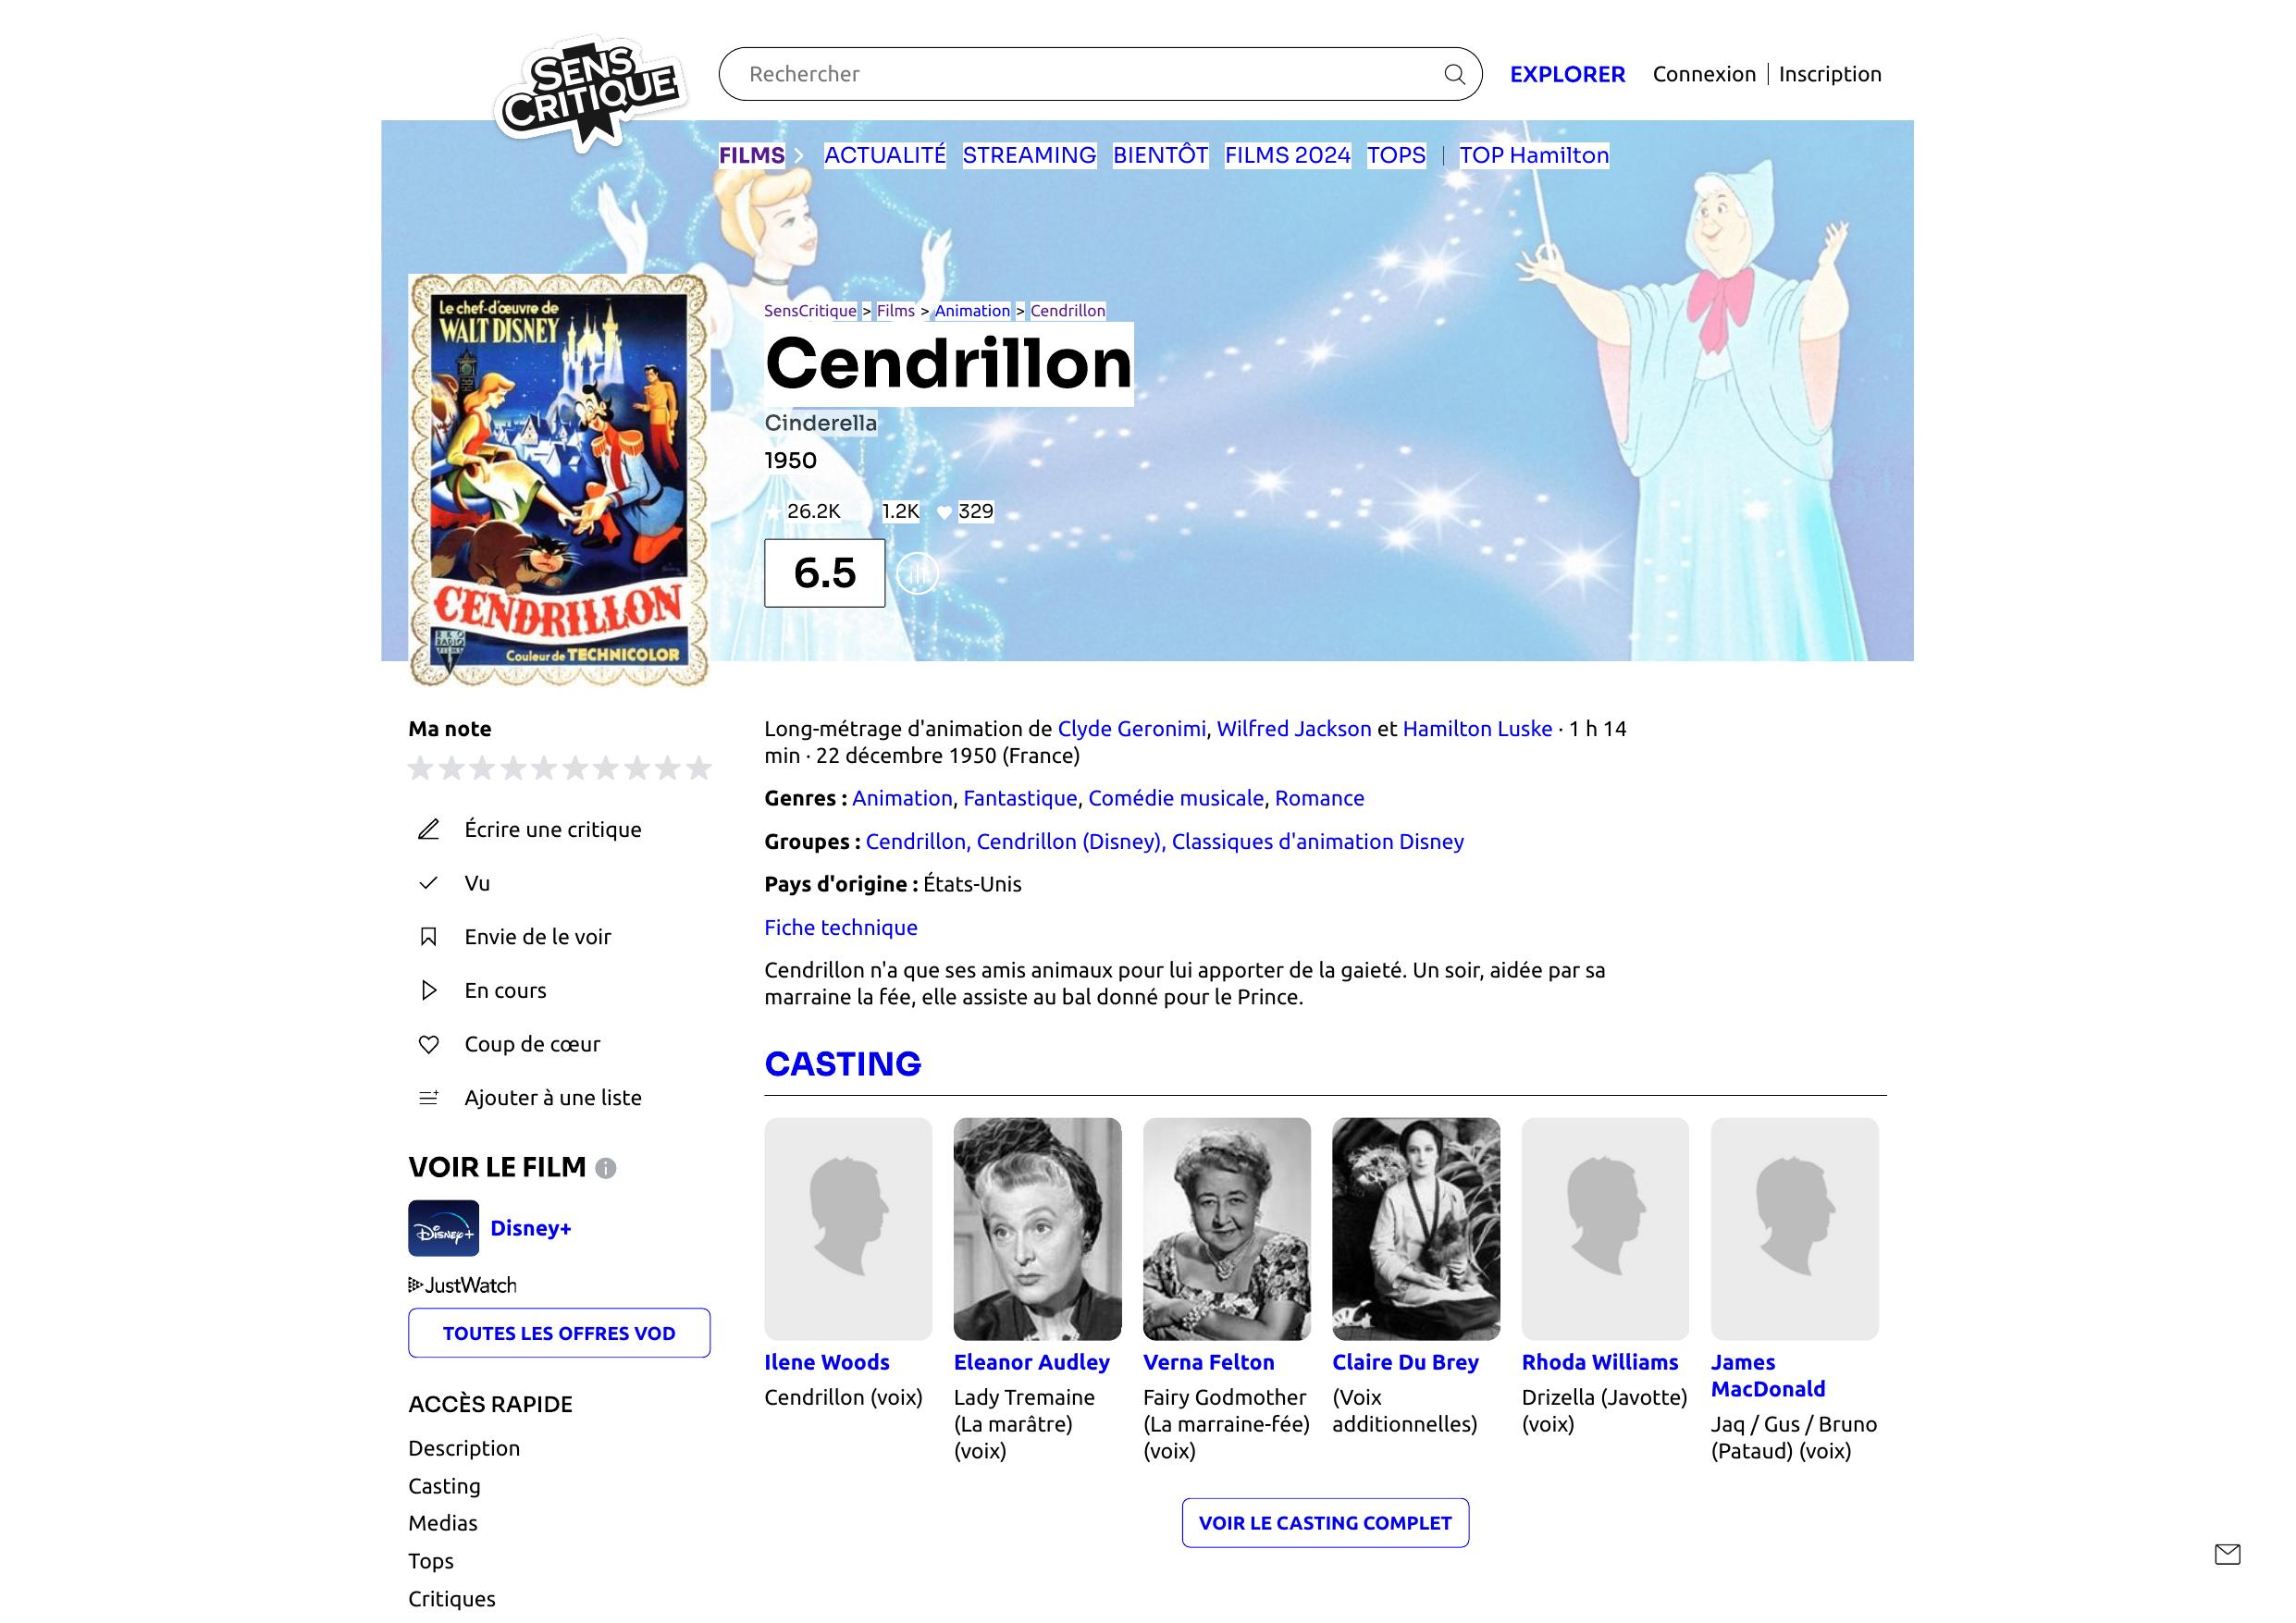 SENS
CRITIQUE
Rechercher
EXPLORER
Connexion | Inscription
FILMS
ACTUALITÉ
STREAMING
BIENTÔT
FILMS 2024
TOPS
TOP Hamilton
Le chef-d'œuvre de
WALT DISNEY
CENDRILLON
RKO
RADIO
FILMS
Couleur de TECHNICOLOR
SensCritique > Films > Animation > Cendrillon
Cendrillon
Cinderella
1950
26.2K 1.2K 329
6.5
Ma note
Écrire une critique
Vu
Envie de le voir
En cours
Coup de cœur
Ajouter à une liste
VOIR LE FILM
Disney+
Disney+
JustWatch
TOUTES LES OFFRES VOD
ACCÈS RAPIDE
Description
Casting
Medias
Tops
Critiques
Long-métrage d'animation de Clyde Geronimi, Wilfred Jackson et Hamilton Luske · 1 h 14
min · 22 décembre 1950 (France)
Genres : Animation, Fantastique, Comédie musicale, Romance
Groupes : Cendrillon, Cendrillon (Disney), Classiques d'animation Disney
Pays d'origine : États-Unis
Fiche technique
Cendrillon n'a que ses amis animaux pour lui apporter de la gaieté. Un soir, aidée par sa
marraine la fée, elle assiste au bal donné pour le Prince.
CASTING
Ilene Woods
Cendrillon (voix)
Eleanor Audley
Lady Tremaine
(La marâtre)
(voix)
Verna Felton
Fairy Godmother
(La marraine-fée)
(voix)
Claire Du Brey
(Voix
additionnelles)
Rhoda Williams
Drizella (Javotte)
(voix)
James
MacDonald
Jaq / Gus / Bruno
(Pataud) (voix)
VOIR LE CASTING COMPLET